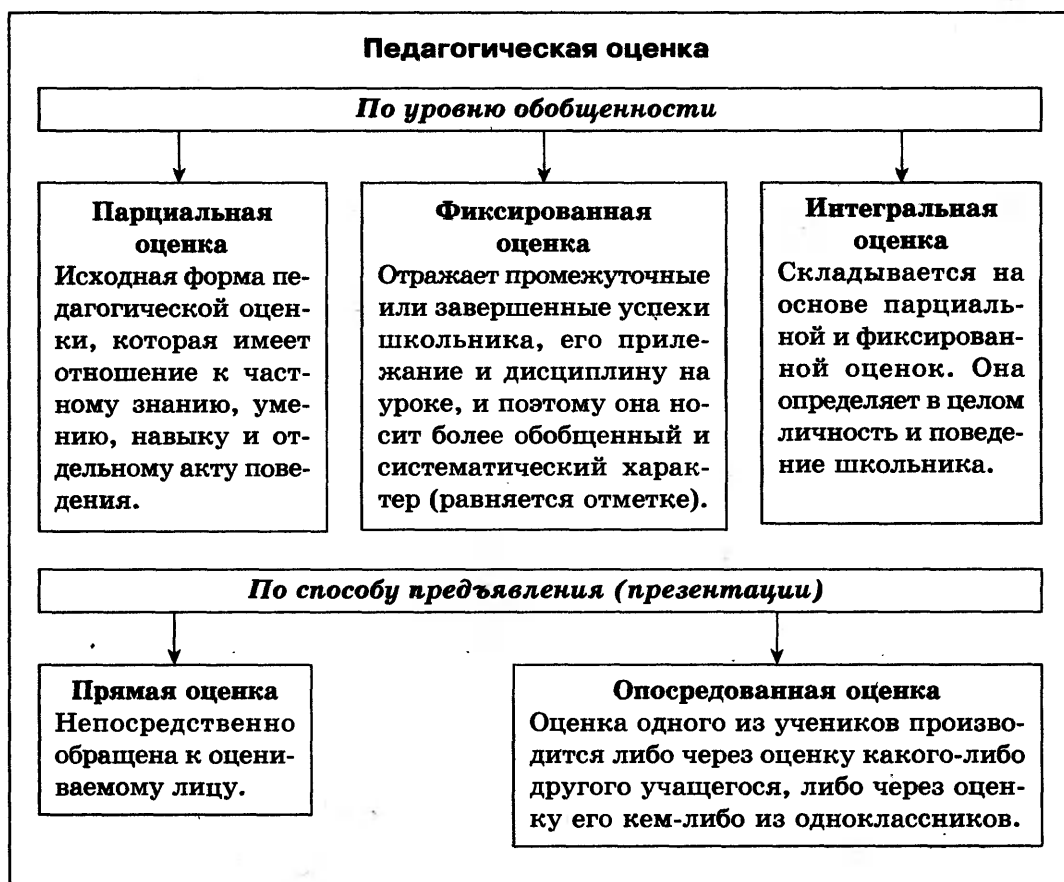 Педагогическая оценка
По уровню обобщенности
Парциальная
оценка
Исходная форма пе-
дагогической оцен-
ки, которая имеет
отношение к част-
ному знанию, уме-
нию, навыку и от-
дельному акту пове-
дения.
Фиксированная
оценка
Отражает промежуточные
или завершенные успехи
школьника, его приле-
жание и дисциплину на
уроке, и поэтому она но-
сит более обобщенный и
систематический харак-
тер (равняется отметке).
Интегральная
оценка
Складывается на
основе парциаль-
ной и фиксирован-
ной оценок. Она
определяет в целом
личность и поведе-
ние школьника.
По способу предъявления (презентации)
Прямая оценка
Непосредственно
обращена к оцени-
ваемому лицу.
Опосредованная оценка
Оценка одного из учеников произво-
дится либо через оценку какого-либо
другого учащегося, либо через оцен-
ку его кем-либо из одноклассников.